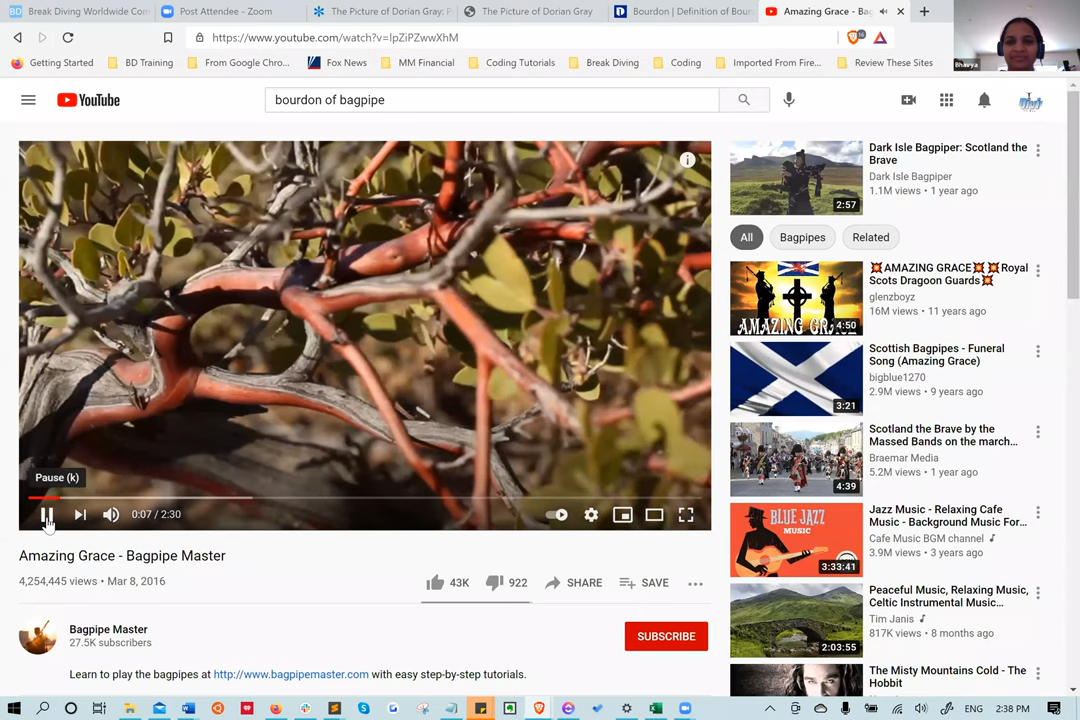 Break Diving Worldwide Con
Post Attendee - Zoom
The Picture of Dorian Gray: P
The Picture of Dorian Gray
Bourdon | Definition of Bour
Amazing Grace - Bag
https://www.youtube.com/watch?v=IpZiPZwwXhM
16
Bhavya
Getting Started
BD Training
From Google Chro...
Fox News
MM Financial
Coding Tutorials
Break Diving
Coding
Imported From Fire...
Review These Sites
YouTube
bourdon of bagpipe
Dark Isle Bagpiper: Scotland the
Brave
Dark Isle Bagpiper
1.1M views • 1 year ago
2:57
All
Bagpipes
Related
AMAZING GRACE
4:50
💥AMAZING GRACE💥 💥Royal
Scots Dragoon Guards💥
glenzboyz
16M views • 11 years ago
3:21
Scottish Bagpipes - Funeral
Song (Amazing Grace)
bigblue1270
2.9M views • 9 years ago
4:39
Scotland the Brave by the
Massed Bands on the march...
Braemar Media
5.2M views • 1 year ago
BLUE JAZZ
MUSIC
3:33:41
Jazz Music - Relaxing Cafe
Music - Background Music For...
Cafe Music BGM channel ♪
3.9M views • 3 years ago
2:03:55
Peaceful Music, Relaxing Music,
Celtic Instrumental Music...
Tim Janis ♪
817K views • 8 months ago
The Misty Mountains Cold - The
Hobbit
Pause (k)
0:07 / 2:30
Amazing Grace - Bagpipe Master
4,254,445 views • Mar 8, 2016
43K
922
SHARE
SAVE
Bagpipe Master
27.5K subscribers
SUBSCRIBE
Learn to play the bagpipes at http://www.bagpipemaster.com with easy step-by-step tutorials.
ENG
2:38 PM